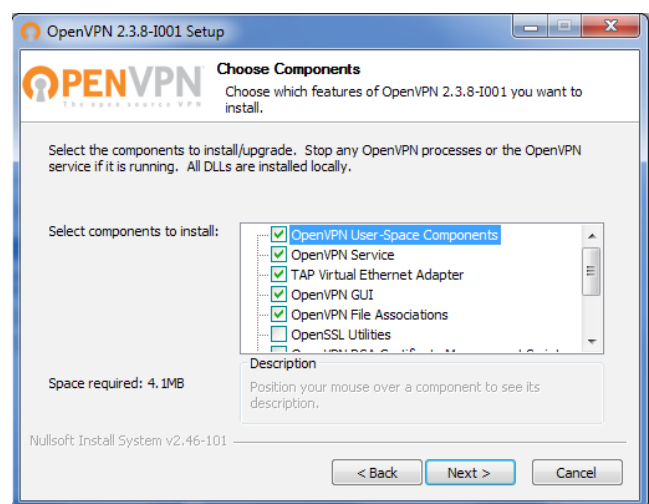 OpenVPN 2.3.8-I001 Setup
OPENVPN
The open source VPN
Choose Components
Choose which features of OpenVPN 2.3.8-I001 you want to
install.
Select the components to install/upgrade. Stop any OpenVPN processes or the OpenVPN
service if it is running. All DLLs are installed locally.
Select components to install:
OpenVPN User-Space Components
OpenVPN Service
TAP Virtual Ethernet Adapter
OpenVPN GUI
OpenVPN File Associations
OpenSSL Utilities
Space required: 4.1MB
Description
Position your mouse over a component to see its
description.
Nullsoft Install System v2.46-101
< Back
Next >
Cancel